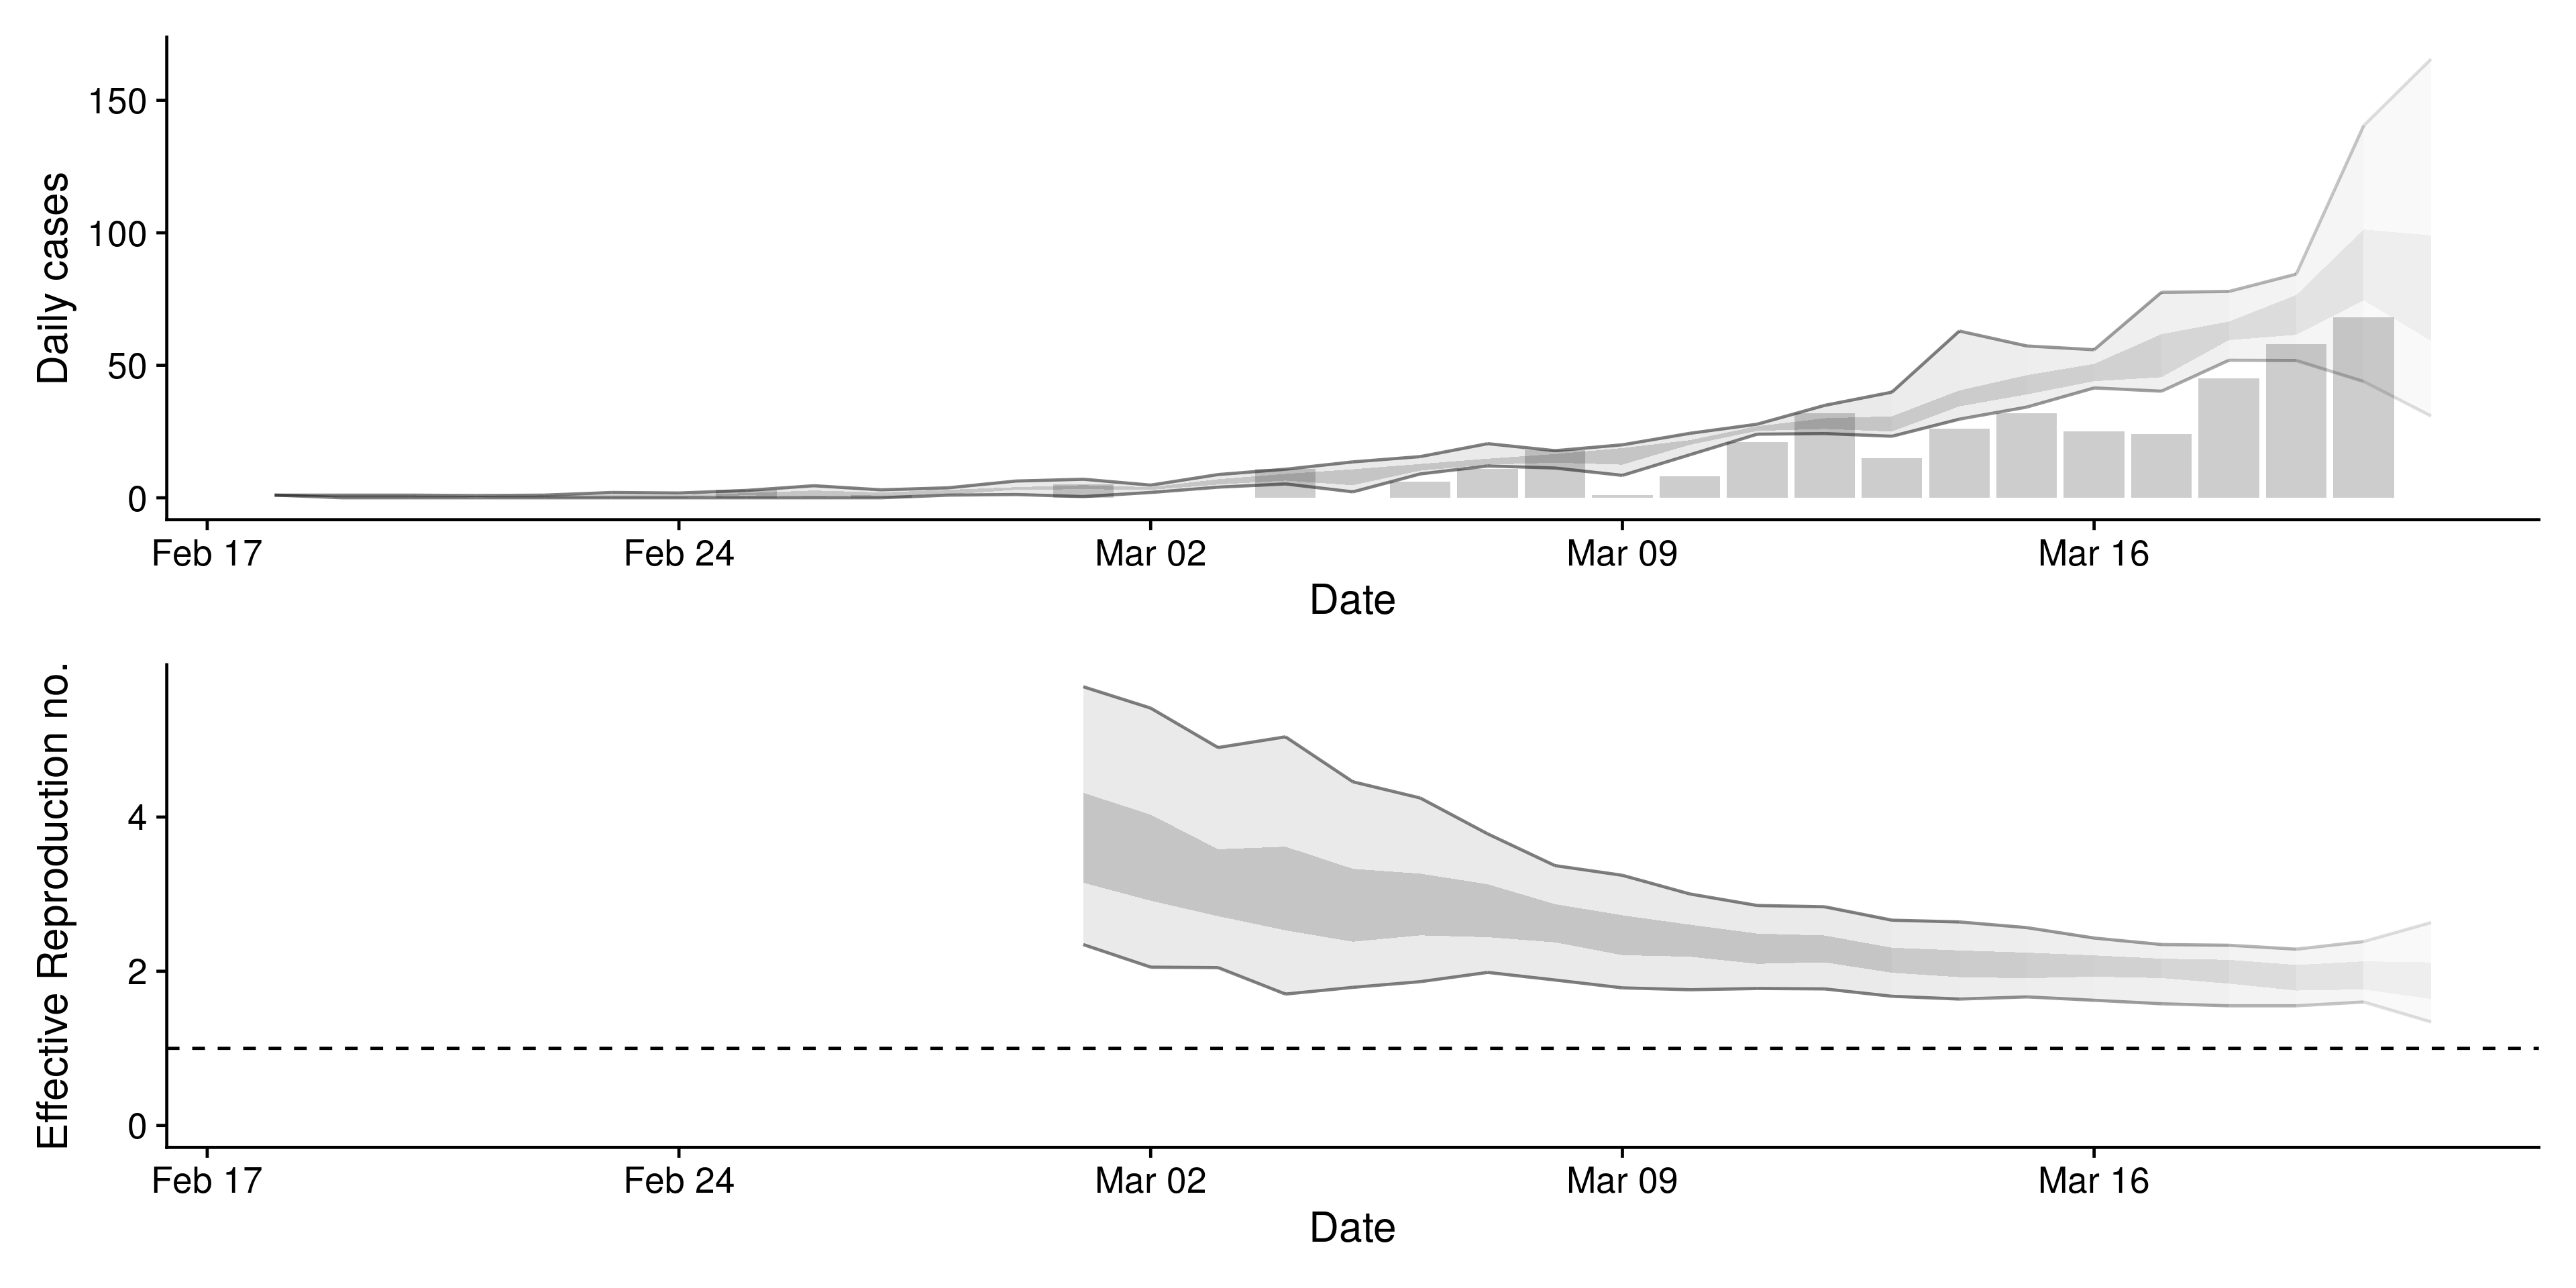 Daily cases
150
100
50
0
Feb 17 Feb 24 Mar 02 Mar 09 Mar 16
Date
Effective Reproduction no.
4
2
0
Feb 17 Feb 24 Mar 02 Mar 09 Mar 16
Date